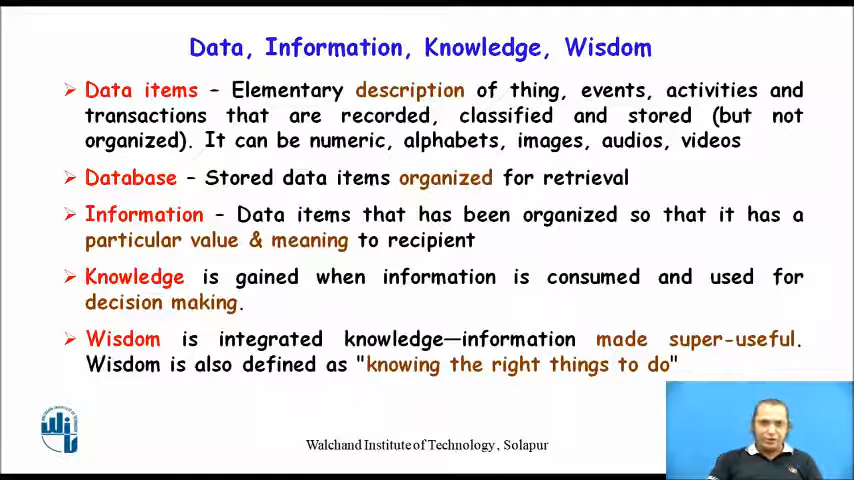 Data, Information, Knowledge, Wisdom
➢ Data items – Elementary description of thing, events, activities and
transactions that are recorded, classified and stored (but not
organized). It can be numeric, alphabets, images, audios, videos
➢ Database – Stored data items organized for retrieval
➢ Information – Data items that has been organized so that it has a
particular value & meaning to recipient
➢ Knowledge is gained when information is consumed and used for
decision making.
➢ Wisdom is integrated knowledge—information made super-useful.
Wisdom is also defined as "knowing the right things to do"
Walchand Institute of Technology, Solapur